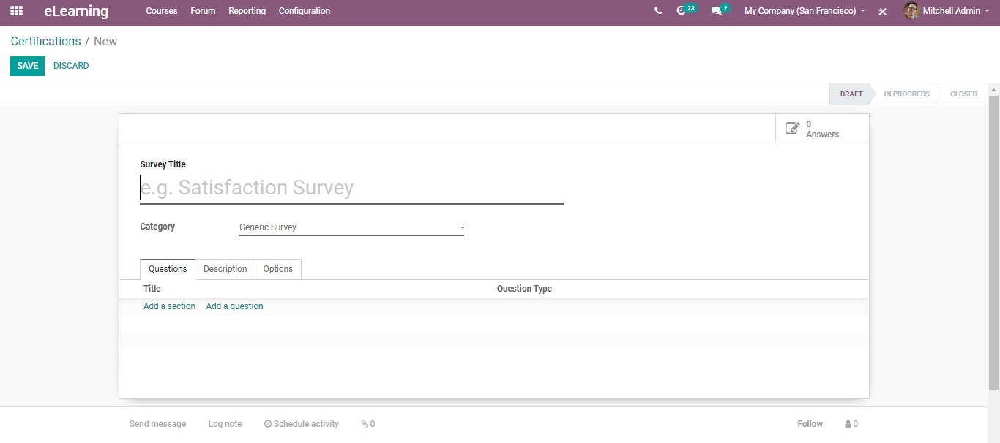 eLearning Courses Forum Reporting Configuration 23 2 My Company (San Francisco) Mitchell Admin
Certifications / New
SAVE DISCARD
DRAFT IN PROGRESS CLOSED
0
Answers
Survey Title
e.g. Satisfaction Survey
Category Generic Survey
Questions Description Options
Title Question Type
Add a section Add a question
Send message Log note Schedule activity 0 Follow 0